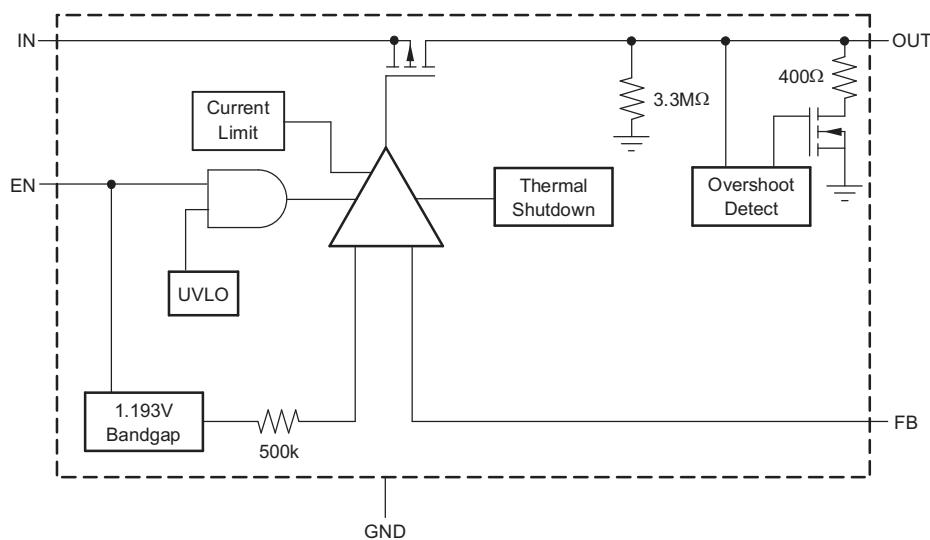 IN
OUT
400Ω
3.3MΩ
Current
Limit
EN
Thermal
Shutdown
Overshoot
Detect
UVLO
1.193V
Bandgap
500k
FB
GND